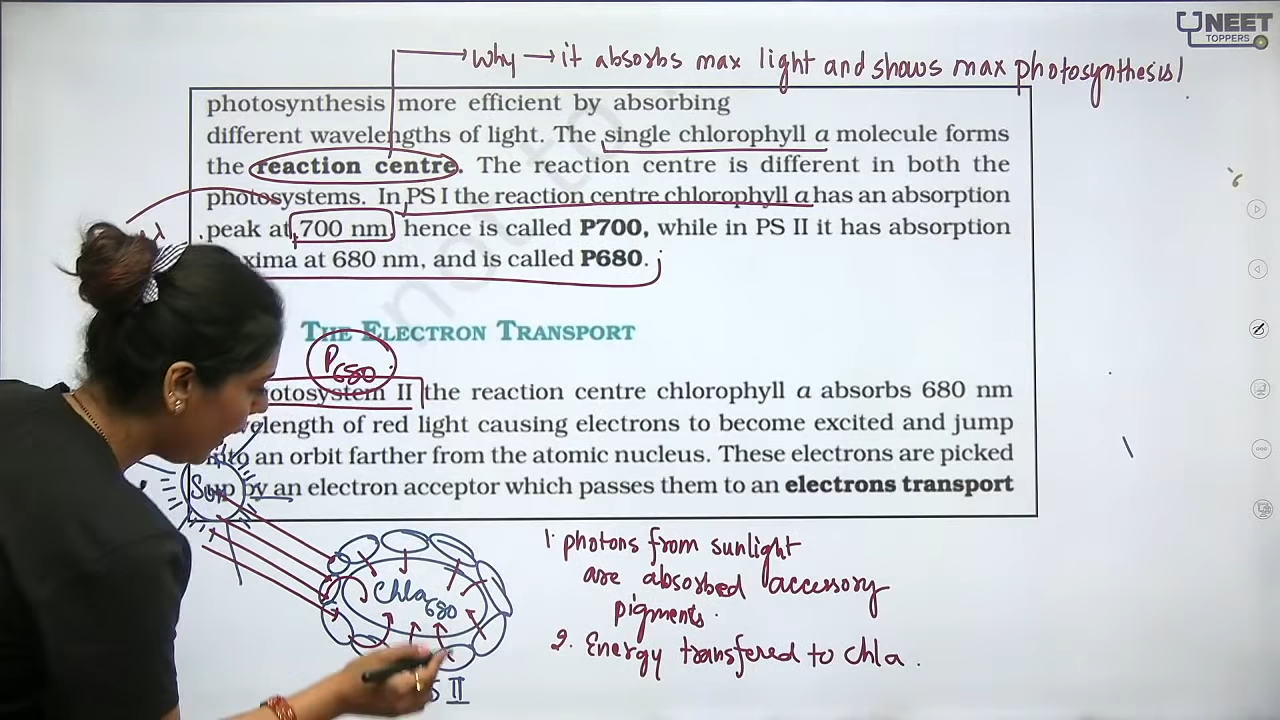 NEET
TOPPERS
Why → it absorbs max light and shows max photosynthesis!
photosynthesis more efficient by absorbing
different wavelengths of light. The single chlorophyll a molecule forms
the reaction centre. The reaction centre is different in both the
photosystems. In PS I the reaction centre chlorophyll a has an absorption
peak at 700 nm, hence is called P700, while in PS II it has absorption
xima at 680 nm, and is called P680.
THE ELECTRON TRANSPORT
P680
otosystem II the reaction centre chlorophyll a absorbs 680 nm
elength of red light causing electrons to become excited and jump
into an orbit farther from the atomic nucleus. These electrons are picked
up by an electron acceptor which passes them to an electrons transport
Sun
1. photons from sunlight
are absorbed accessory
pigments.
2. Energy transfered to chla.
Chla680
S II